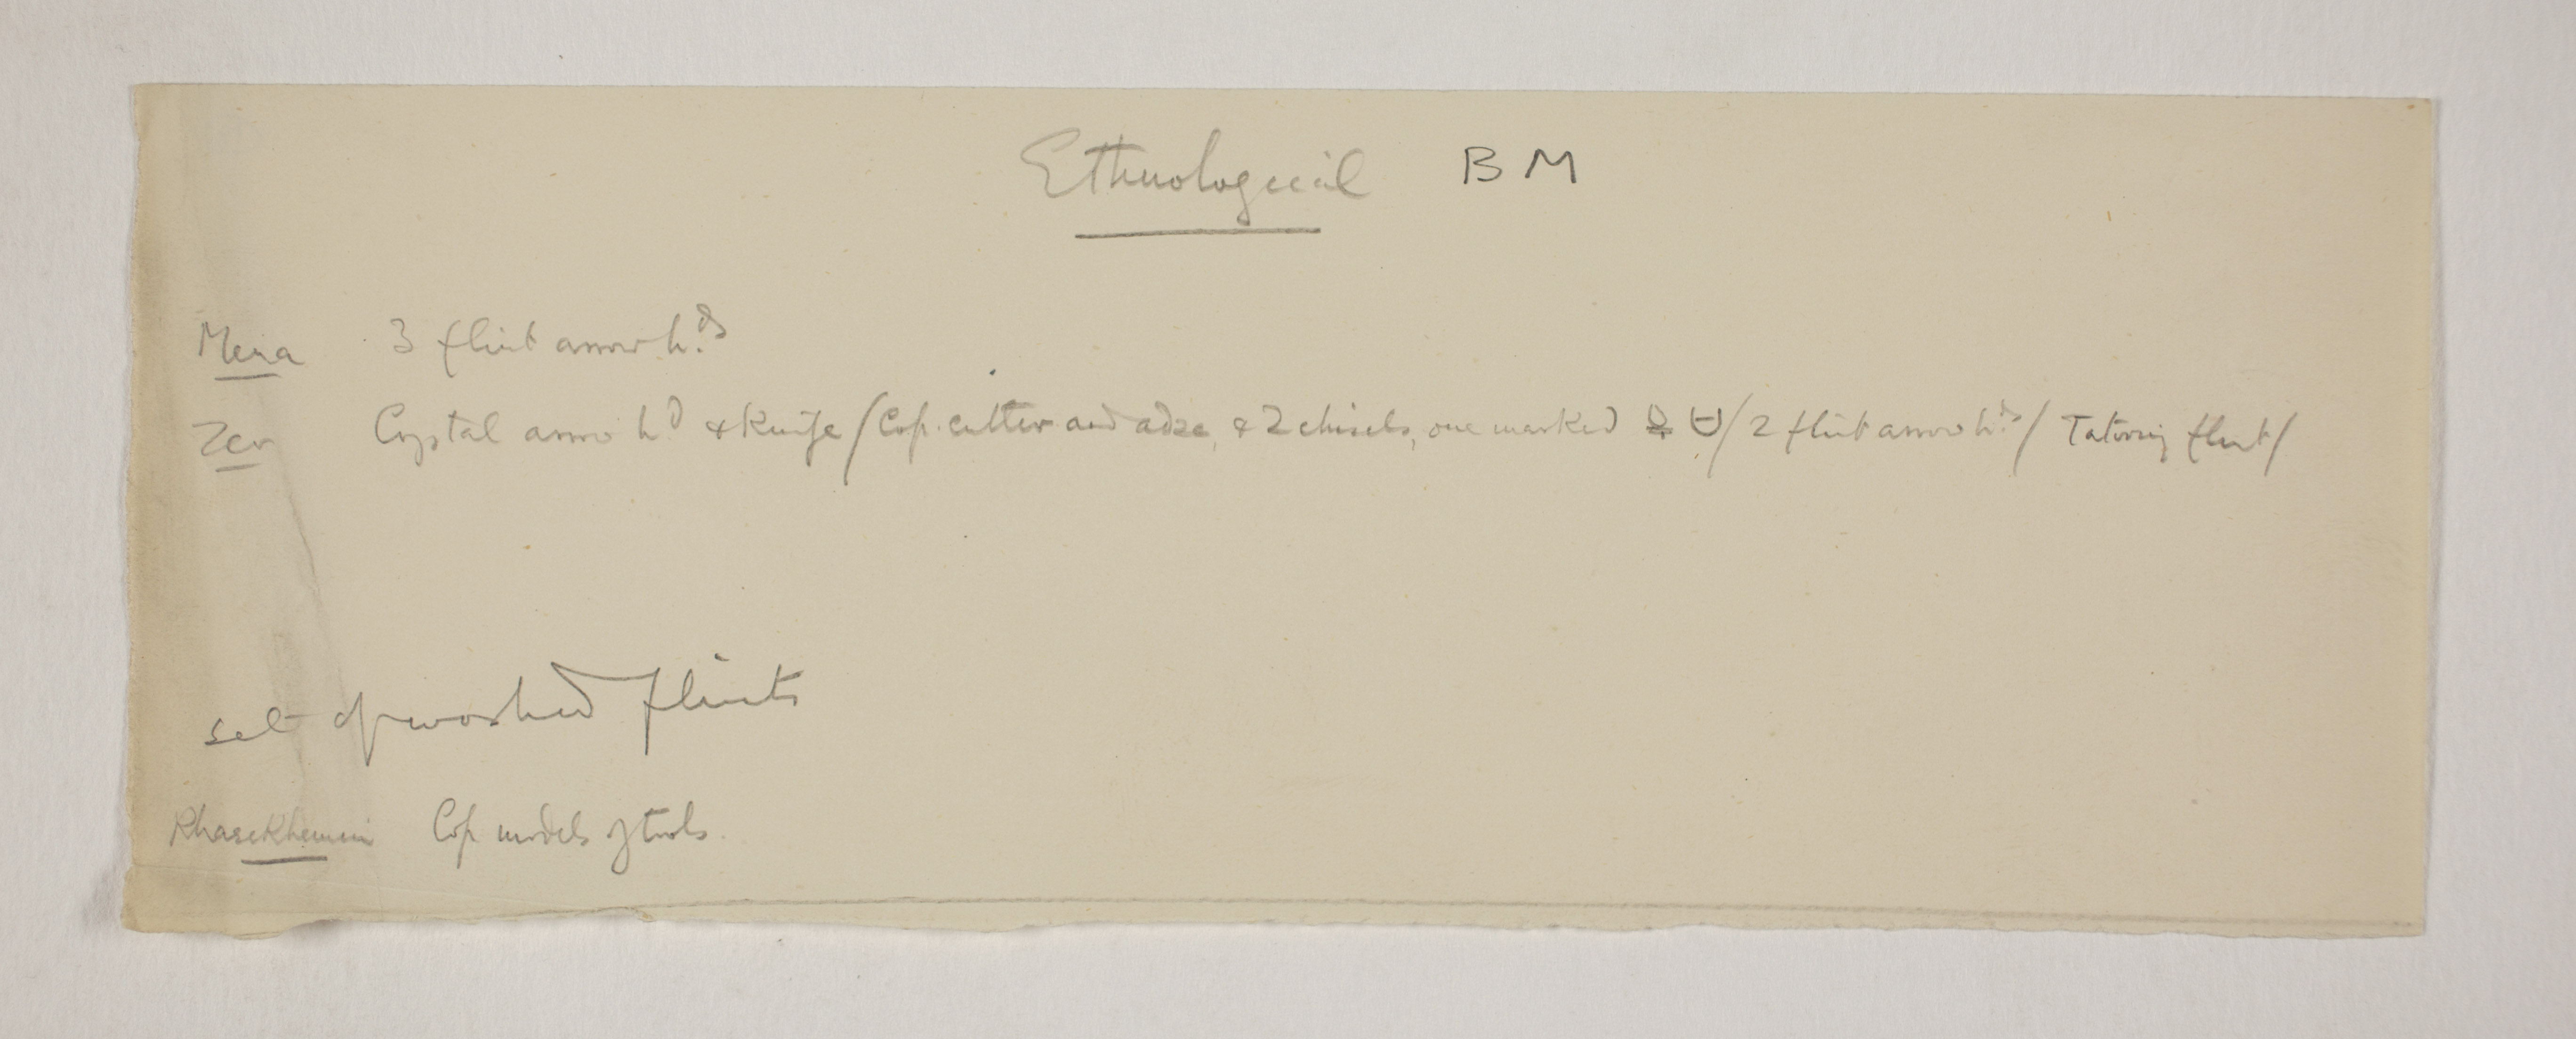 Ethnological BM
Mena 3 flint arrow hds
Zer Crystal arrow hd & Knife / Cop. cutter and adze, & 2 chisels, one marked / 2 flint arrow hds / Tatooing flint /
set of worked flints
Khasekhemui Cop models of tools.